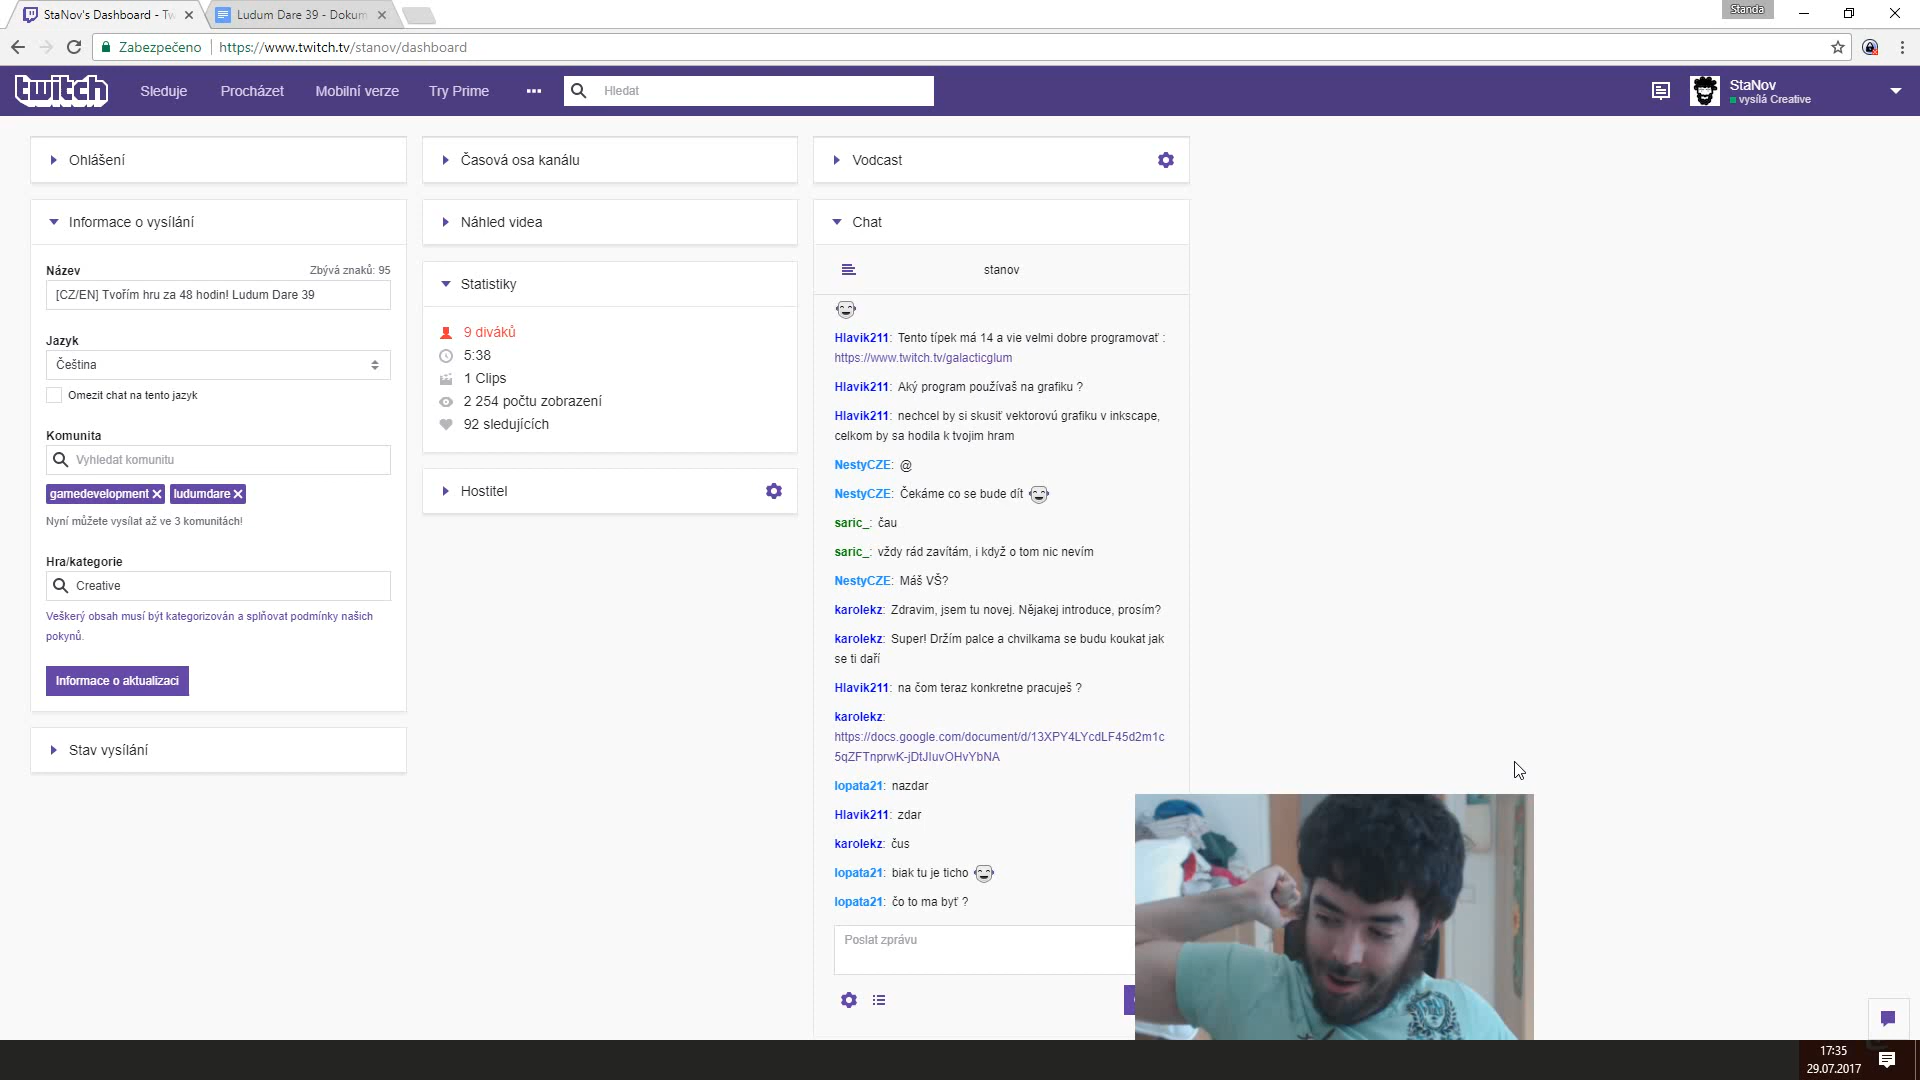 StaNov's Dashboard - Tw
Ludum Dare 39 - Dokum
Standa
Zabezpečeno
https://www.twitch.tv/stanov/dashboard
twitch
Sleduje
Procházet
Mobilní verze
Try Prime
Hledat
StaNov
vysílá Creative
Ohlášení
Informace o vysílání
Název
Zbývá znaků: 95
[CZ/EN] Tvořím hru za 48 hodin! Ludum Dare 39
Jazyk
Čeština
Omezit chat na tento jazyk
Komunita
Vyhledat komunitu
gamedevelopment
ludumdare
Nyní můžete vysílat až ve 3 komunitách!
Hra/kategorie
Creative
Veškerý obsah musí být kategorizován a splňovat podmínky našich
pokynů.
Informace o aktualizaci
Stav vysílání
Časová osa kanálu
Náhled videa
Statistiky
9 diváků
5:38
1 Clips
2 254 počtu zobrazení
92 sledujících
Hostitel
Vodcast
Chat
stanov
Hlavik211: Tento típek má 14 a vie velmi dobre programovať :
https://www.twitch.tv/galacticglum
Hlavik211: Aký program používaš na grafiku ?
Hlavik211: nechcel by si skusiť vektorovú grafiku v inkscape,
celkom by sa hodila k tvojim hram
NestyCZE: @
NestyCZE: Čekáme co se bude dít
saric_: čau
saric_: vždy rád zavítám, i když o tom nic nevím
NestyCZE: Máš VŠ?
karolekz: Zdravim, jsem tu novej. Nějakej introduce, prosím?
karolekz: Super! Držím palce a chvilkama se budu koukat jak
se ti daří
Hlavik211: na čom teraz konkretne pracuješ ?
karolekz:
https://docs.google.com/document/d/13XPY4LYcdLF45d2m1c
5qZFTnprwK-jDtJIuvOHvYbNA
lopata21: nazdar
Hlavik211: zdar
karolekz: čus
lopata21: biak tu je ticho
lopata21: čo to ma byť ?
Poslat zprávu
17:35
29.07.2017